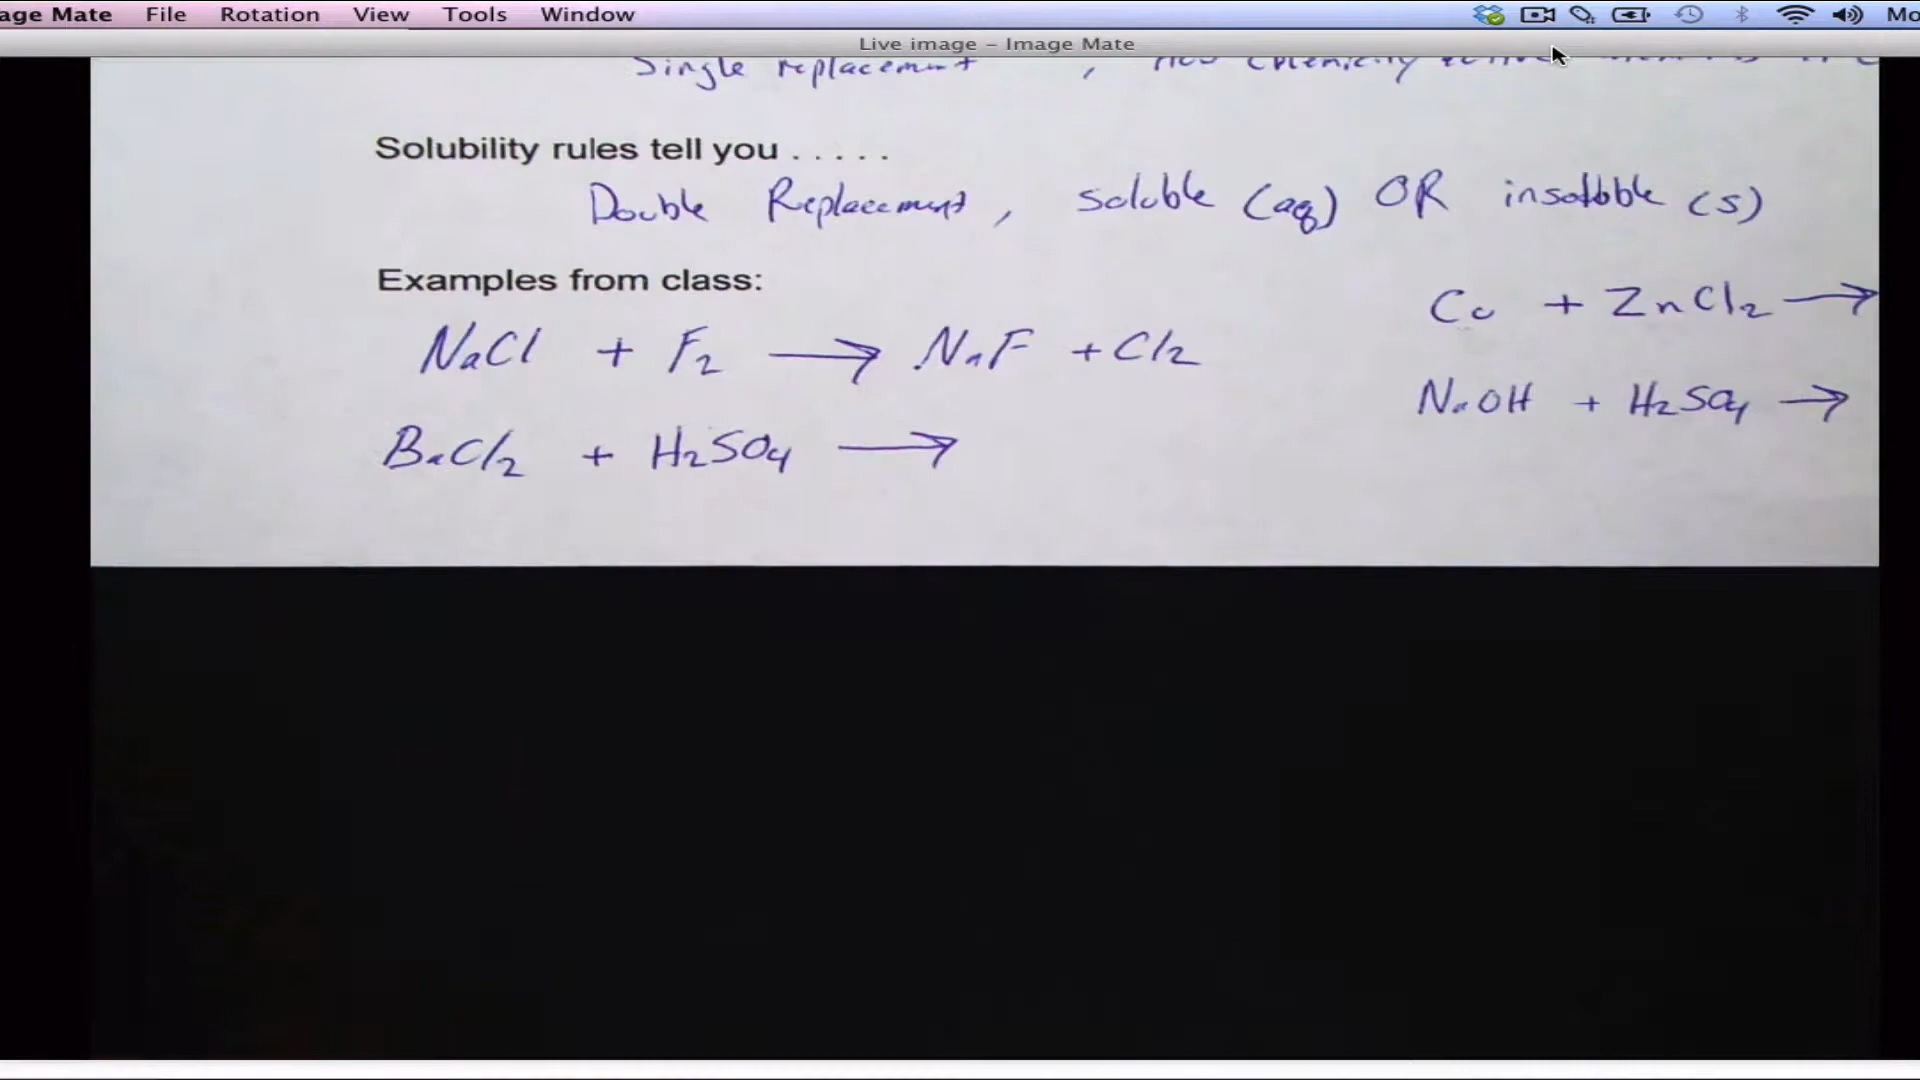 age Mate File Rotation View Tools Window Mo
Live image – Image Mate
Single replacement ,
Solubility rules tell you . . . . .
Double Replacement , soluble (aq) OR insoluble (s)
Examples from class:
NaCl + F2 → NaF + Cl2
BaCl2 + H2SO4 →
+ ZnCl2 →
NaOH + H2SO4 →